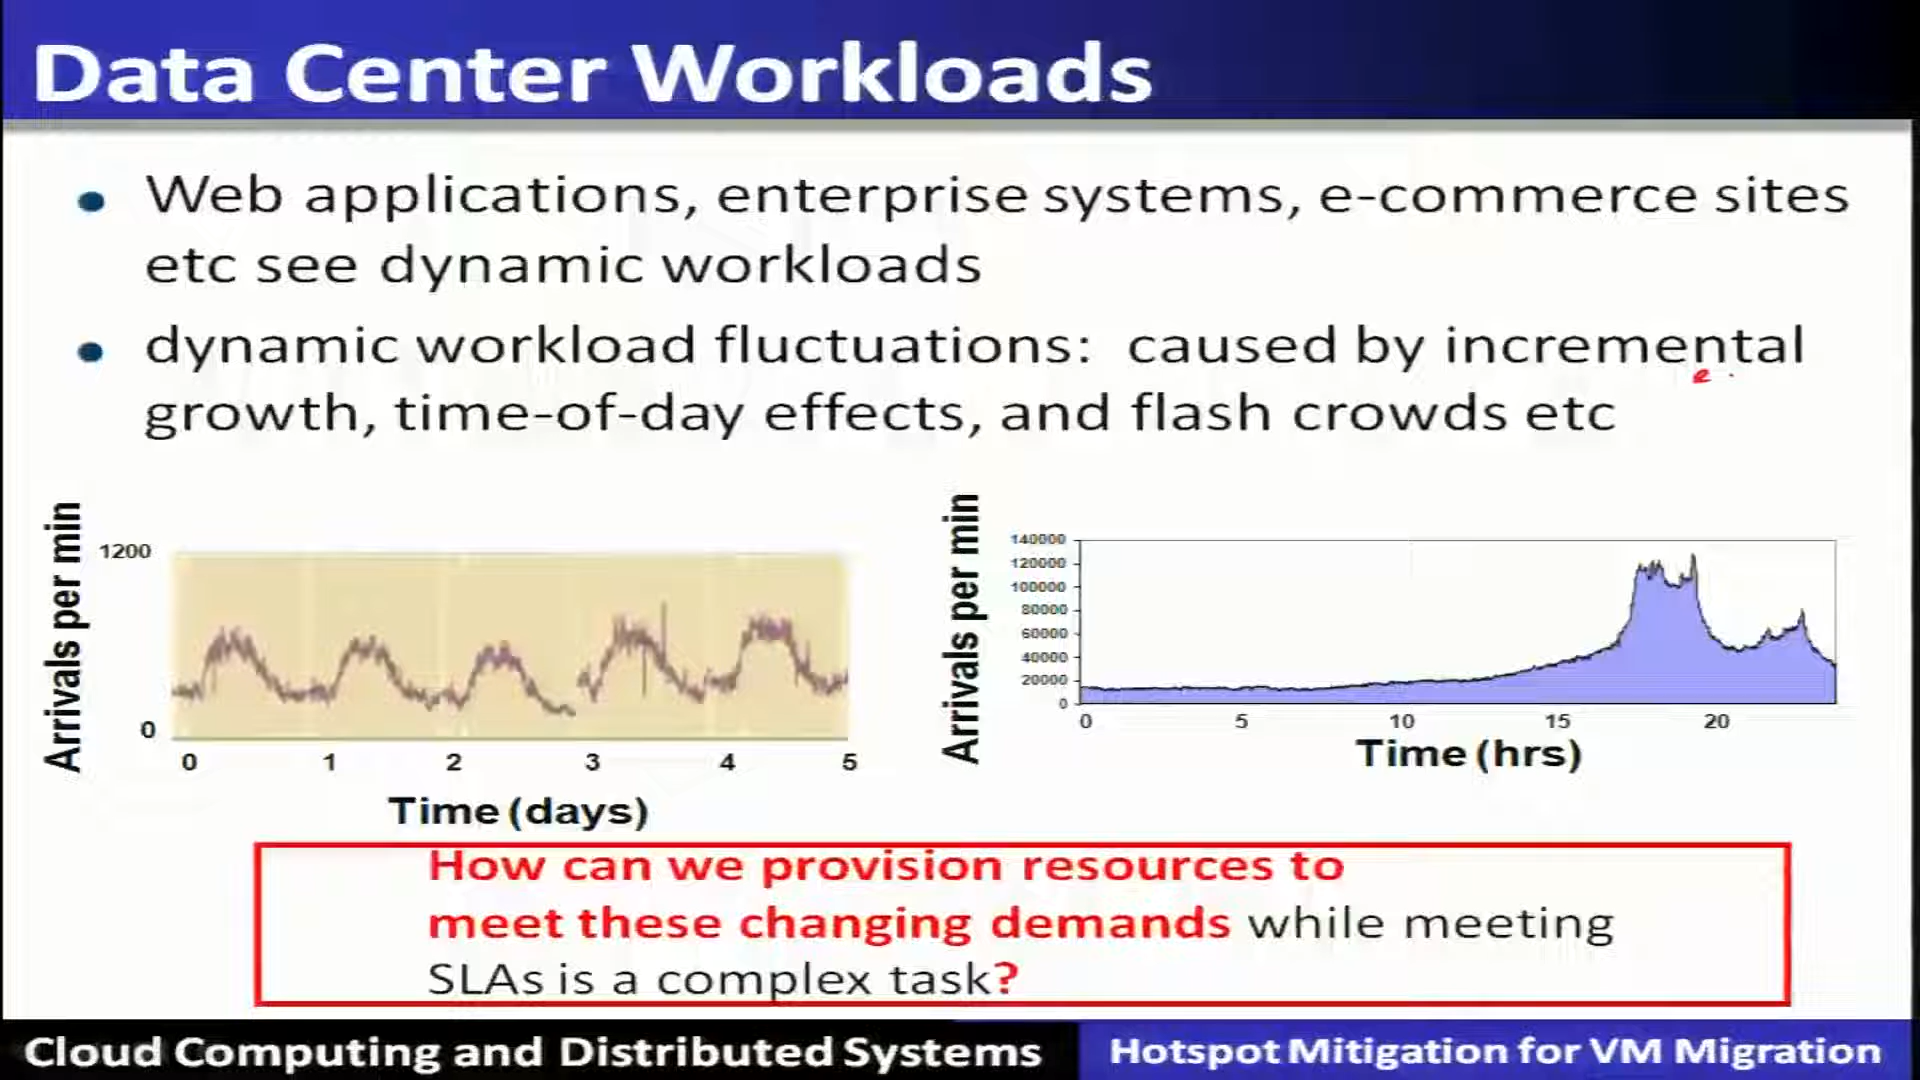 Data Center Workloads
Web applications, enterprise systems, e-commerce sites
etc see dynamic workloads
dynamic workload fluctuations: caused by incremental
growth, time-of-day effects, and flash crowds etc
Arrivals per min
1200
0
0 1 2 3 4 5
Time (days)
Arrivals per min
140000
120000
100000
80000
60000
40000
20000
0
0 5 10 15 20
Time (hrs)
How can we provision resources to
meet these changing demands while meeting
SLAs is a complex task?
Cloud Computing and Distributed Systems
Hotspot Mitigation for VM Migration